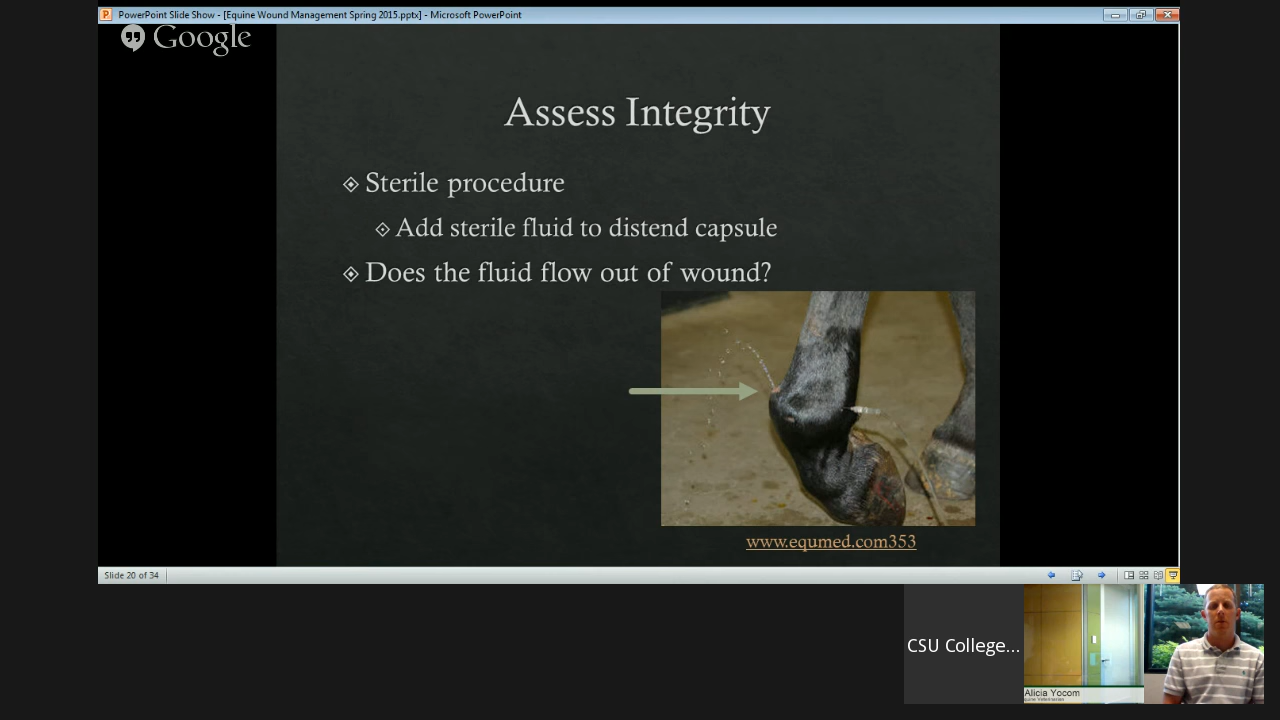 PowerPoint Slide Show - [Equine Wound Management Spring 2015.pptx] - Microsoft PowerPoint
Google
Assess Integrity
Sterile procedure
Add sterile fluid to distend capsule
Does the fluid flow out of wound?
www.equmed.com353
Slide 20 of 34
CSU College...
Alicia Yocom